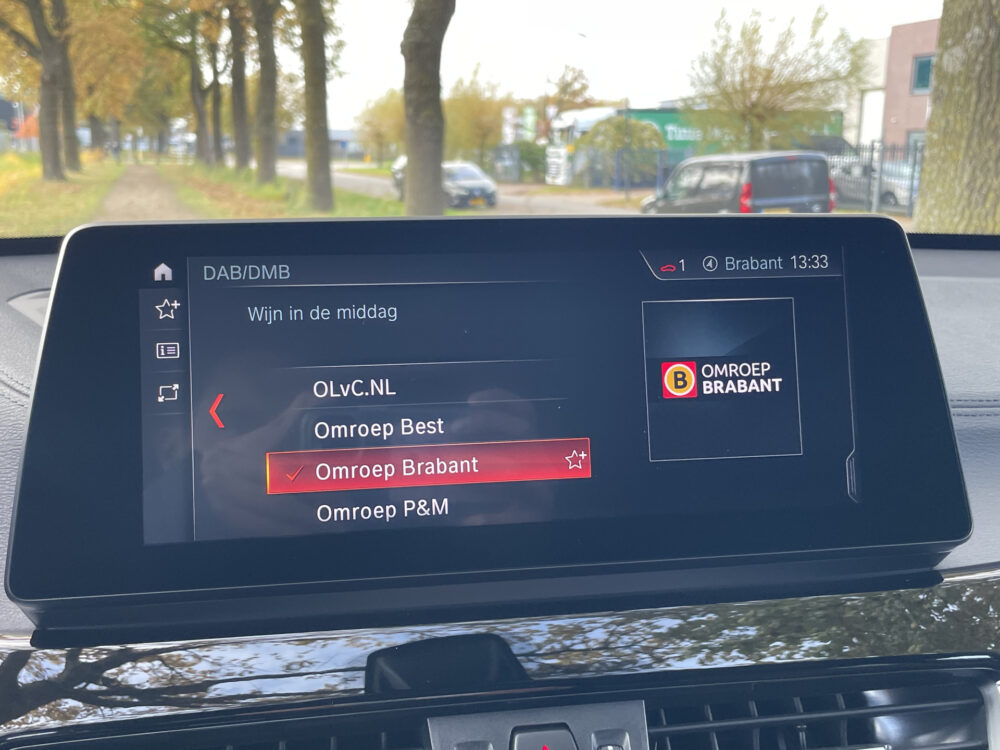 DAB/DMB
1 Brabant 13:33
Wijn in de middag
OLvC.NL
Omroep Best
Omroep Brabant
Omroep P&M
B OMROEP
BRABANT